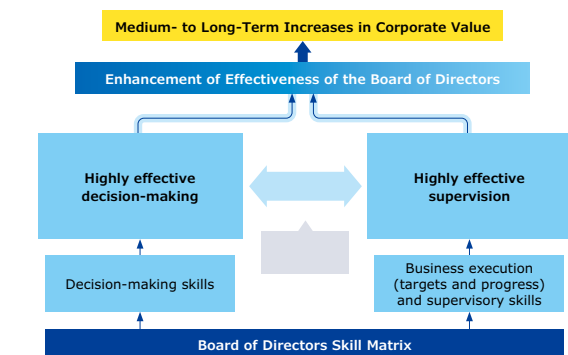 Medium- to Long-Term Increases in Corporate Value
Enhancement of Effectiveness of the Board of Directors
Highly effective
decision-making
Highly effective
supervision
Decision-making skills
Business execution
(targets and progress)
and supervisory skills
Board of Directors Skill Matrix